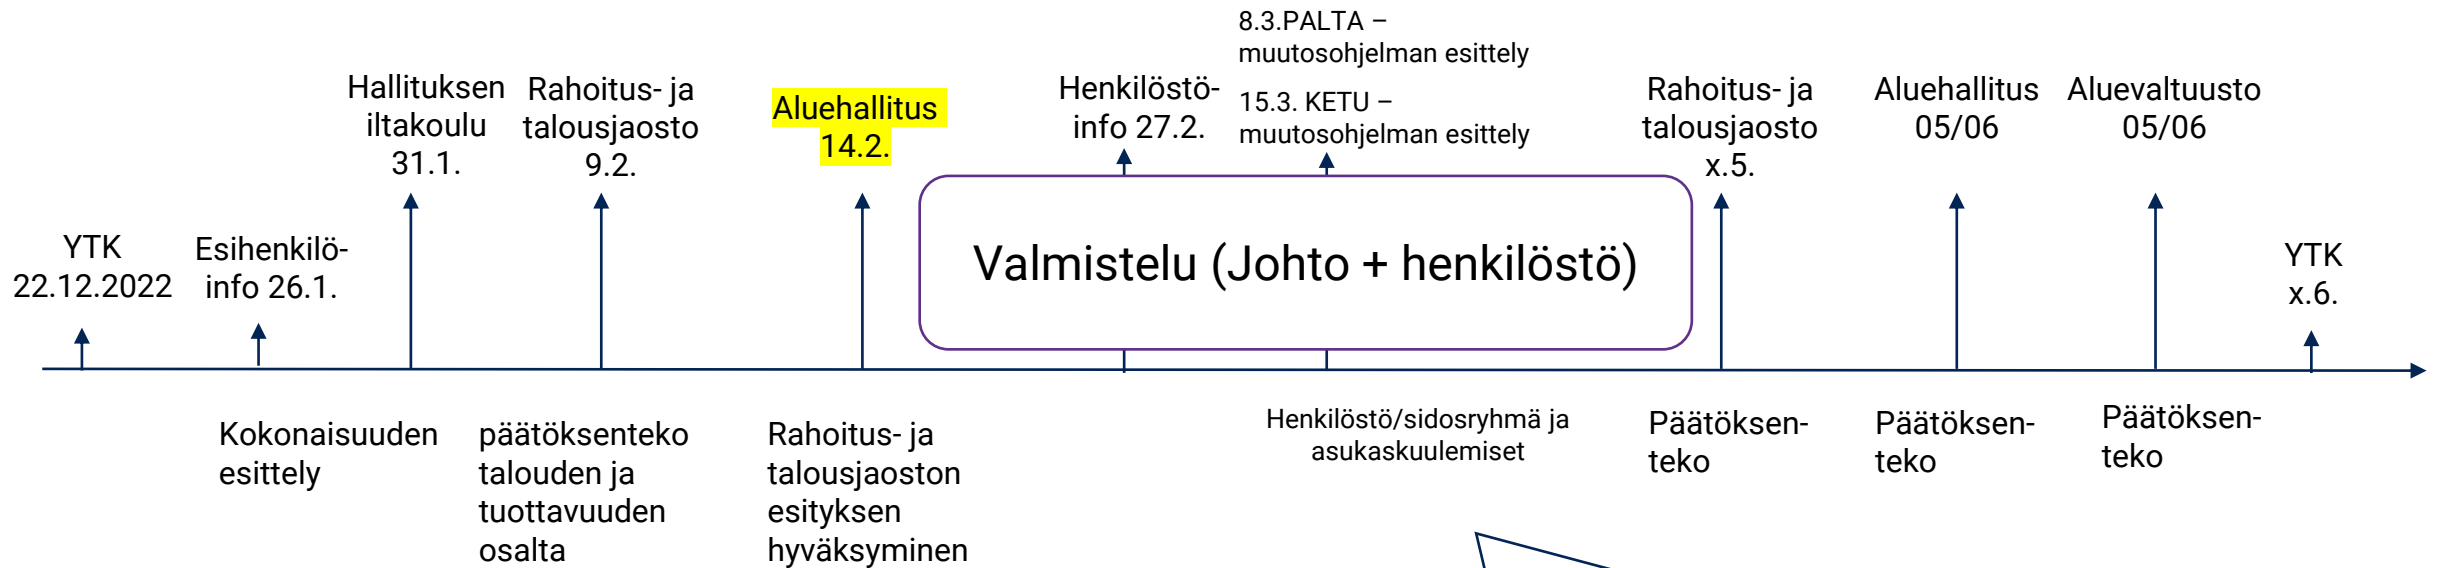 YTK
22.12.2022
Esihenkilö-
info 26.1.
Hallituksen
iltakoulu
31.1.
Rahoitus- ja
talousjaosto
9.2.
Aluehallitus
14.2.
Henkilöstö-
info 27.2.
8.3.PALTA –
muutosohjelman esittely
15.3. KETU –
muutosohjelman esittely
Rahoitus- ja
talousjaosto
x.5.
Aluehallitus
05/06
Aluevaltuusto
05/06
YTK
x.6.
Valmistelu (Johto + henkilöstö)
Kokonaisuuden
esittely
päätöksenteko
talouden ja
tuottavuuden
osalta
Rahoitus- ja
talousjaoston
esityksen
hyväksyminen
Henkilöstö/sidosryhmä ja
asukaskuulemiset
Päätöksen-
teko
Päätöksen-
teko
Päätöksen-
teko